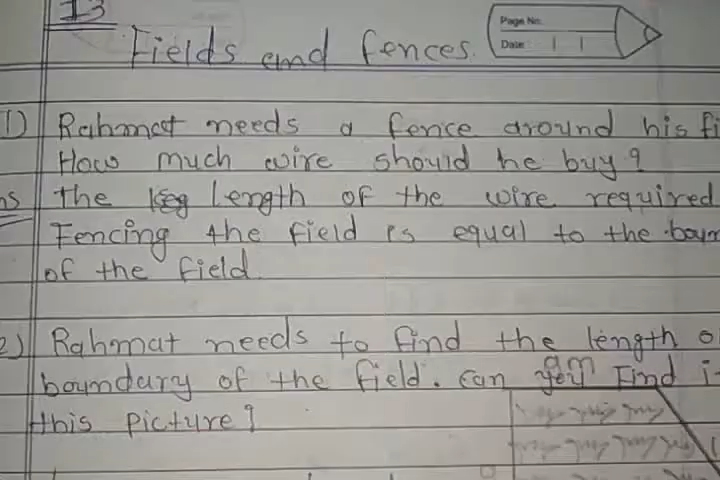 13
Fields and fences.
Page No.
Date
1) Rahmat needs a fence around his fi
How much wire should he buy?
ns the leg Length of the wire required
Fencing the field is equal to the boun
of the field.
2) Rahmat needs to find the length o
boundary of the field. Can you Find i
this picture?